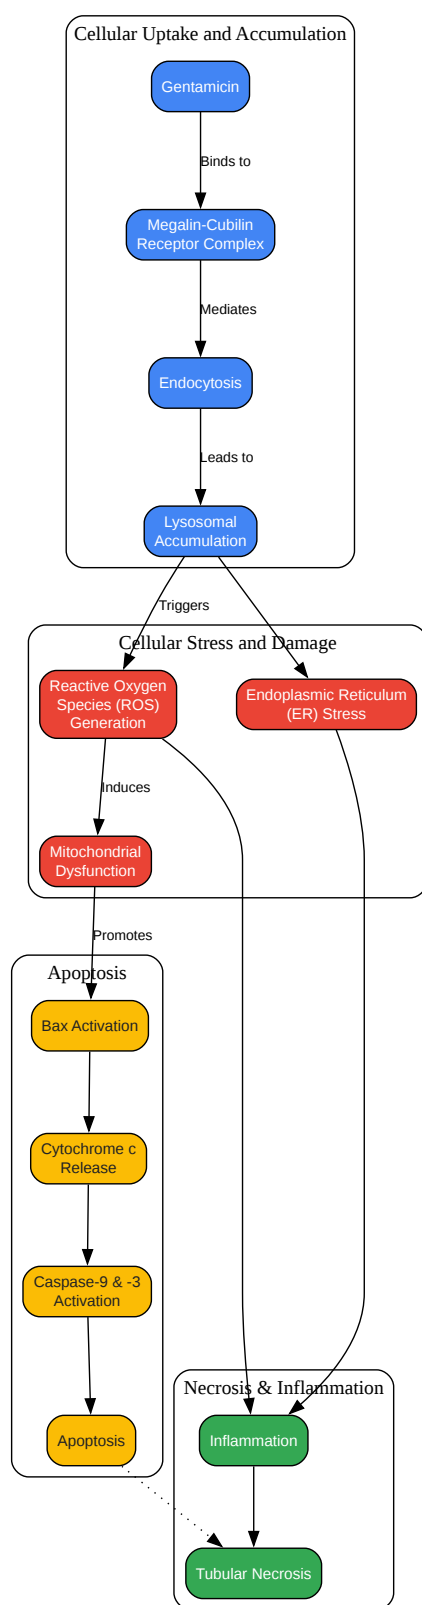 Cellular Uptake and Accumulation
Gentamicin
Binds to
Megalin-Cubilin
Receptor Complex
Mediates
Endocytosis
Leads to
Lysosomal
Accumulation
Triggers
Cellular Stress and Damage
Reactive Oxygen
Species (ROS)
Generation
Endoplasmic Reticulum
(ER) Stress
Induces
Mitochondrial
Dysfunction
Promotes
Apoptosis
Bax Activation
Cytochrome c
Release
Caspase-9 & -3
Activation
Apoptosis
Necrosis & Inflammation
Inflammation
Tubular Necrosis